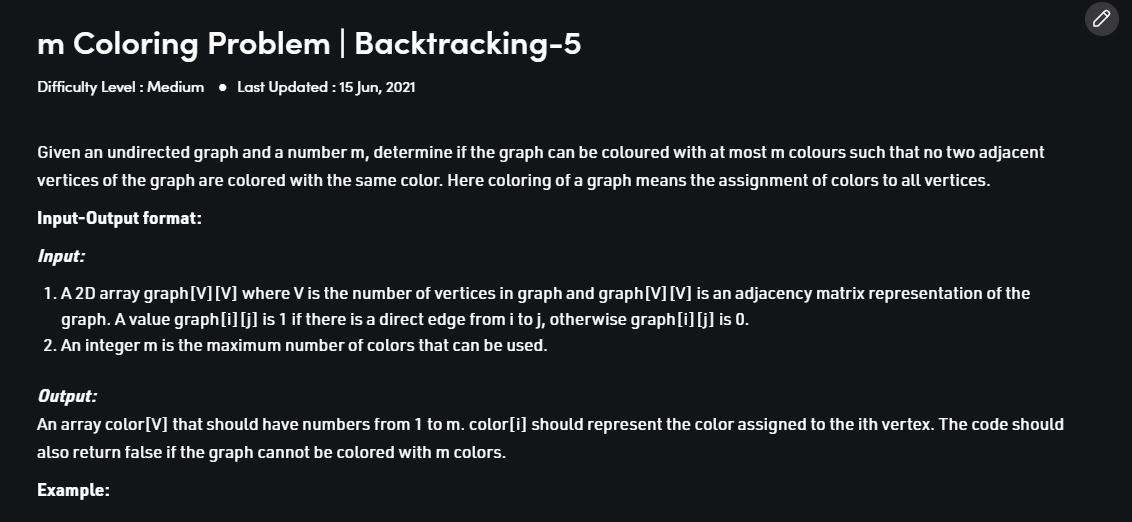 m Coloring Problem | Backtracking-5
Difficulty Level : Medium ● Last Updated : 15 Jun, 2021
Given an undirected graph and a number m, determine if the graph can be coloured with at most m colours such that no two adjacent
vertices of the graph are colored with the same color. Here coloring of a graph means the assignment of colors to all vertices.
Input-Output format:
Input:
1. A 2D array graph[V][V] where V is the number of vertices in graph and graph[V][V] is an adjacency matrix representation of the
graph. A value graph[i][j] is 1 if there is a direct edge from i to j, otherwise graph[i][j] is 0.
2. An integer m is the maximum number of colors that can be used.
Output:
An array color[V] that should have numbers from 1 to m. color[i] should represent the color assigned to the ith vertex. The code should
also return false if the graph cannot be colored with m colors.
Example: